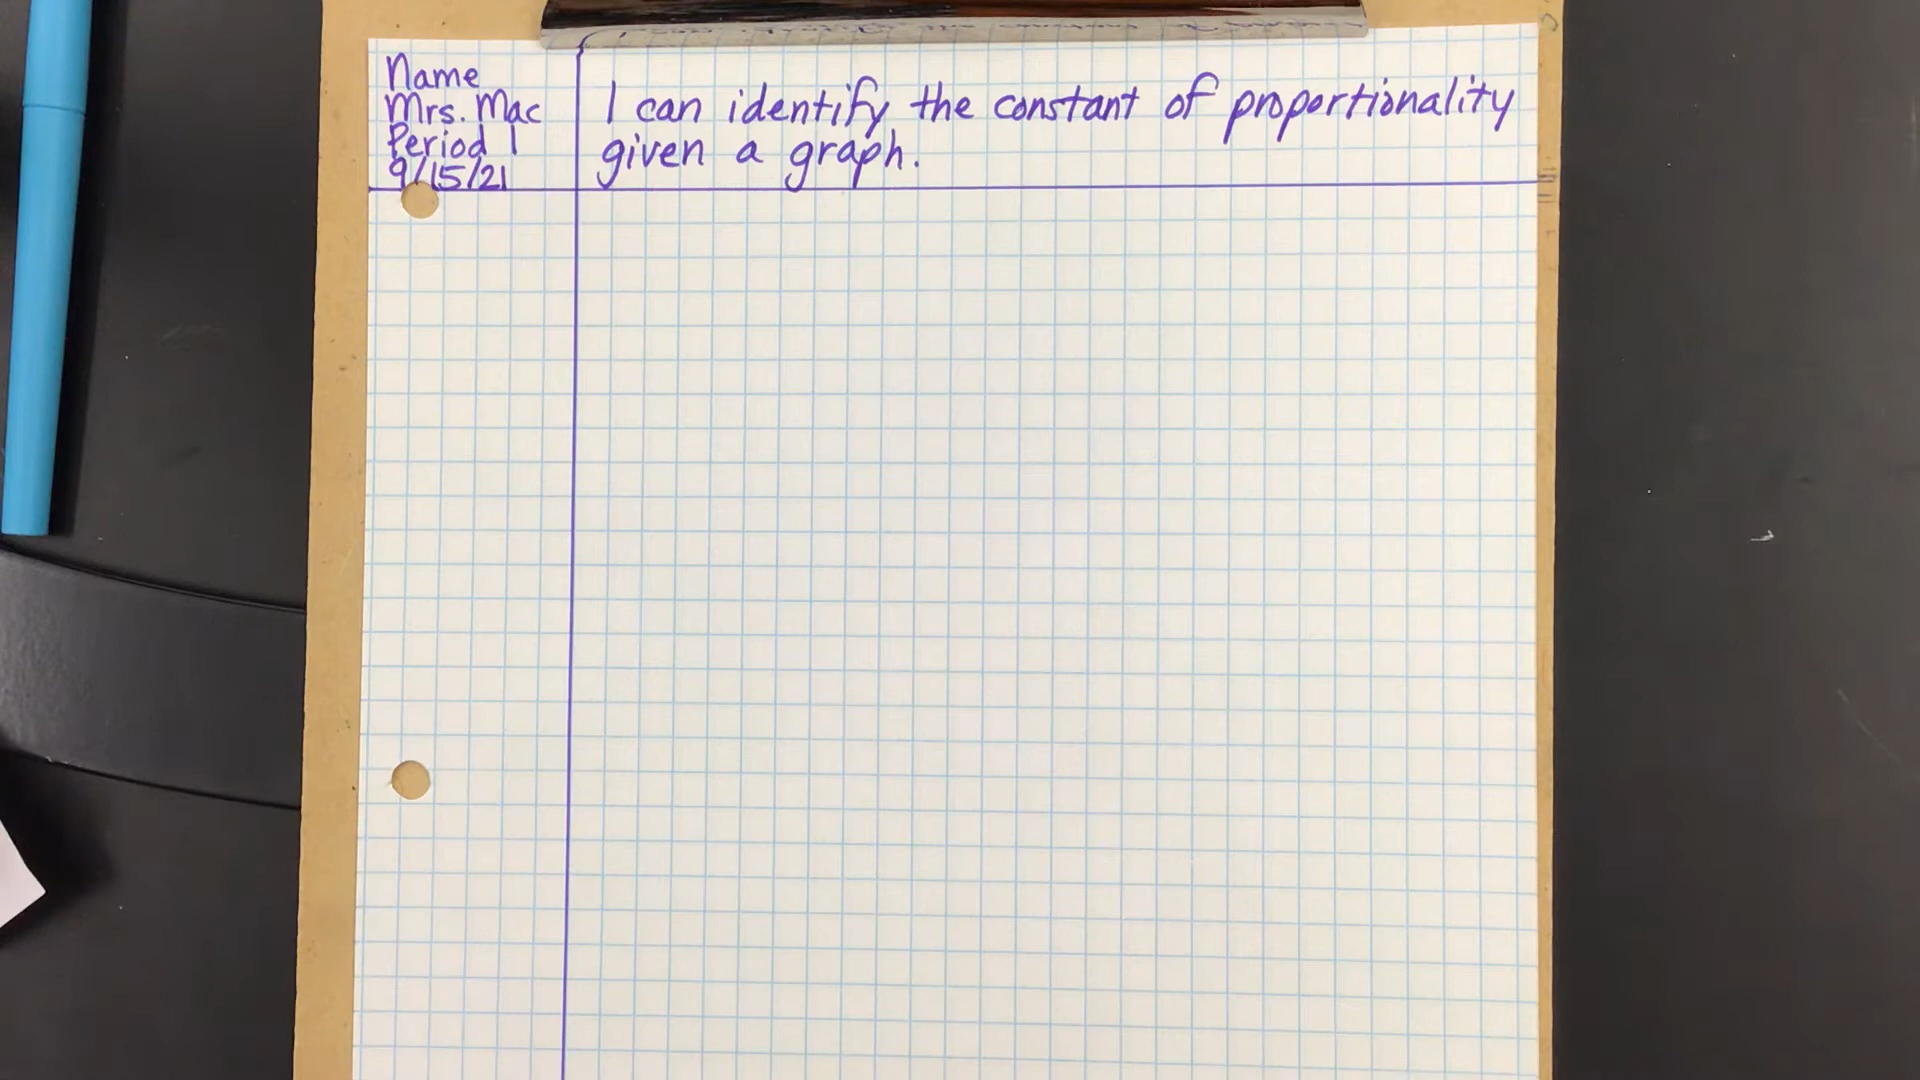 Name
Mrs. Mac
Period 1
9/15/21
I can identify the constant of proportionality
given a graph.